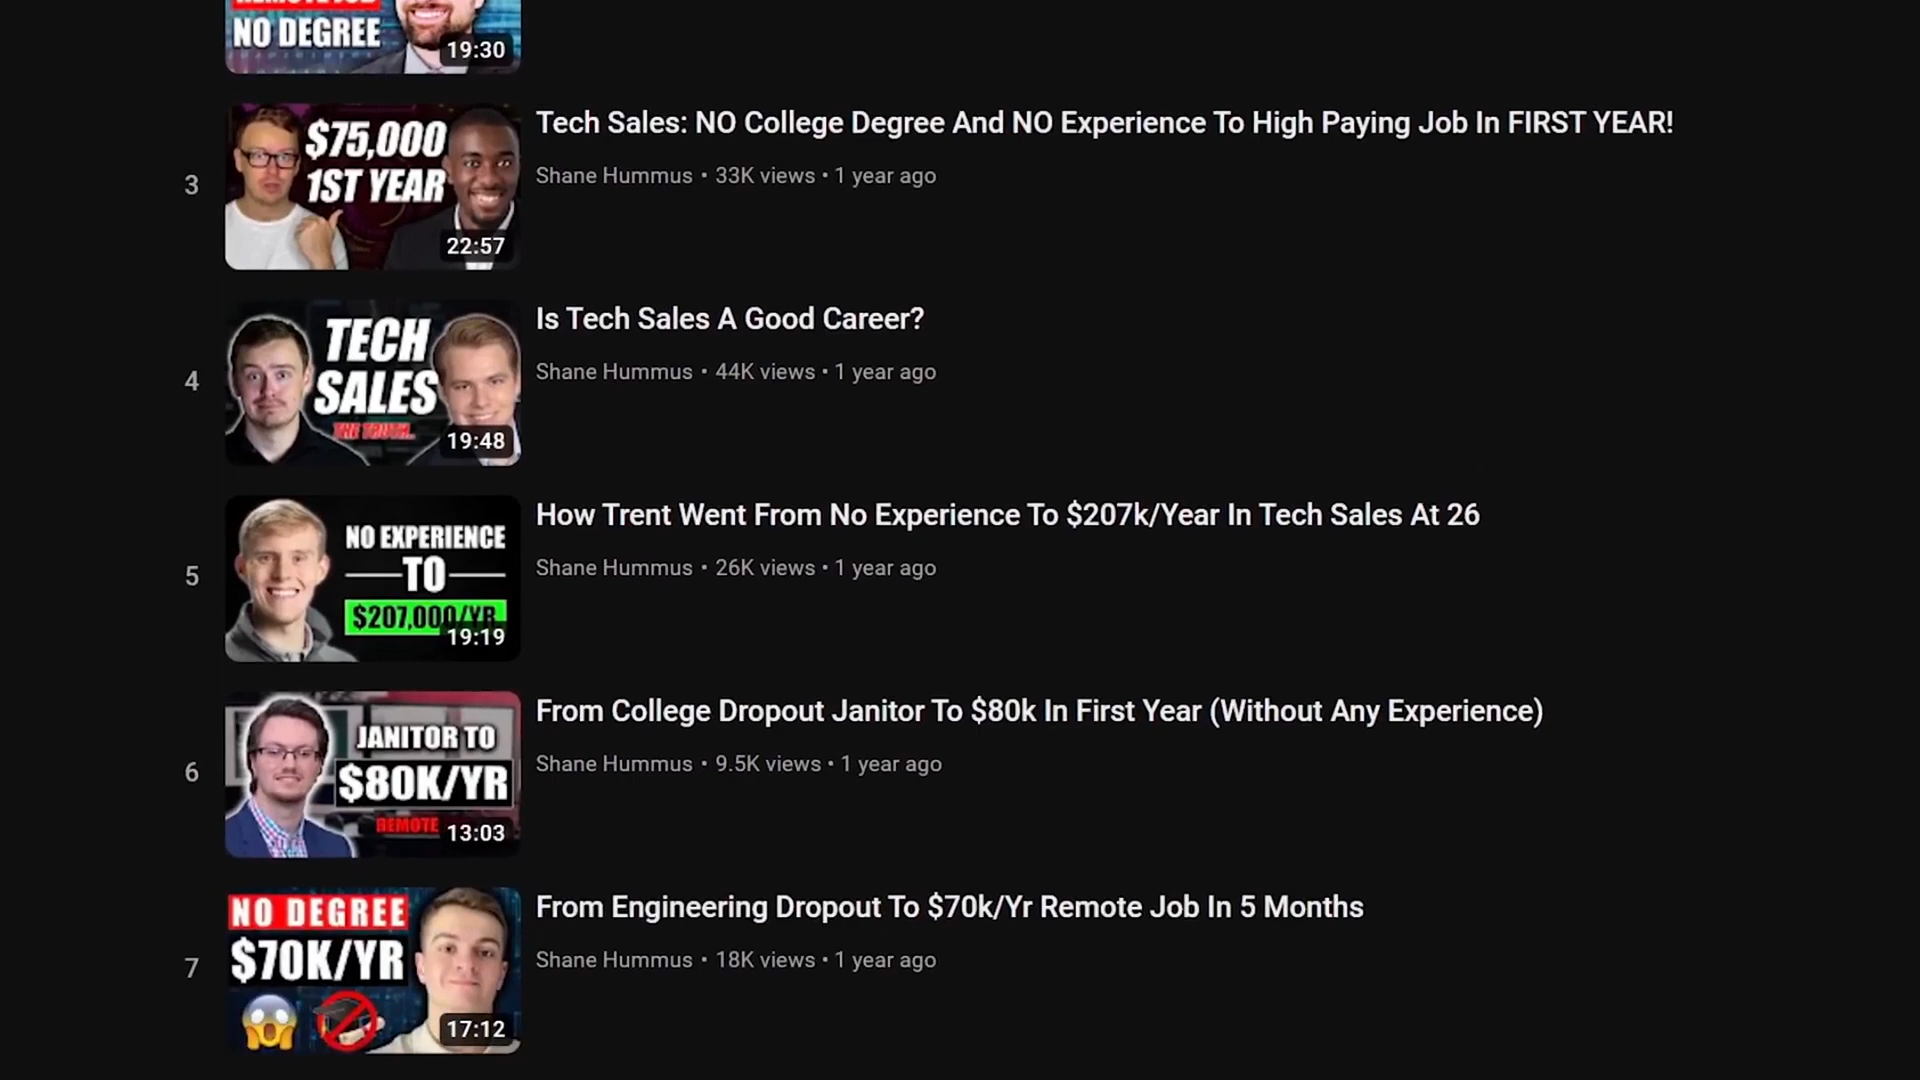 NO DEGREE
19:30
3
$75,000
1ST YEAR
22:57
Tech Sales: NO College Degree And NO Experience To High Paying Job In FIRST YEAR!
Shane Hummus • 33K views • 1 year ago
4
TECH
SALES
THE TRUTH..
19:48
Is Tech Sales A Good Career?
Shane Hummus • 44K views • 1 year ago
5
NO EXPERIENCE
TO
$207,000/YR
19:19
How Trent Went From No Experience To $207k/Year In Tech Sales At 26
Shane Hummus • 26K views • 1 year ago
6
JANITOR TO
$80K/YR
REMOTE
13:03
From College Dropout Janitor To $80k In First Year (Without Any Experience)
Shane Hummus • 9.5K views • 1 year ago
7
NO DEGREE
$70K/YR
17:12
From Engineering Dropout To $70k/Yr Remote Job In 5 Months
Shane Hummus • 18K views • 1 year ago